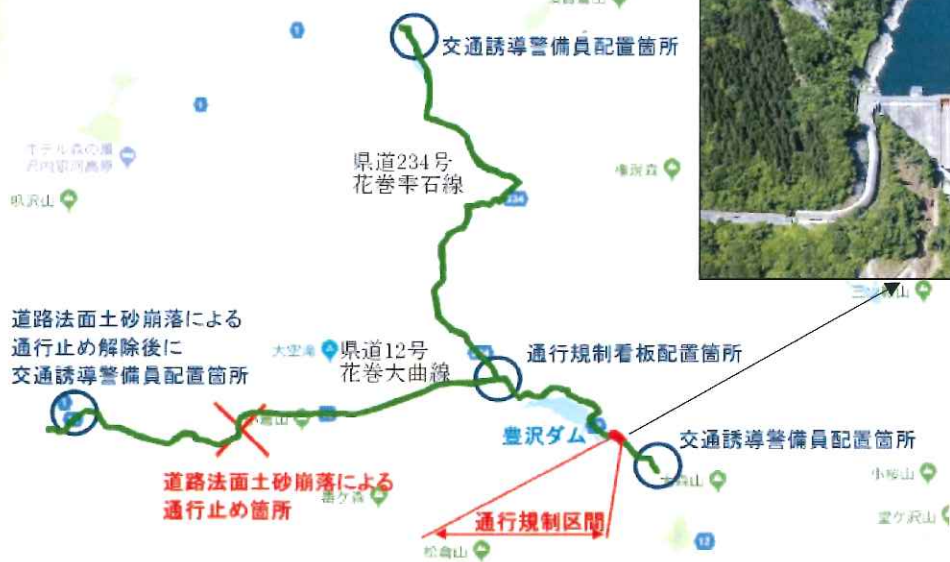 交通誘導警備員配置箇所
県道234号
花巻雫石線
234
道路法面土砂崩落による
通行止め解除後に
交通誘導警備員配置箇所
大空滝
県道12号
花巻大曲線
通行規制看板配置箇所
豊沢ダム
交通誘導警備員配置箇所
道路法面土砂崩落による
通行止め箇所
通行規制区間
松倉山
12
1
1